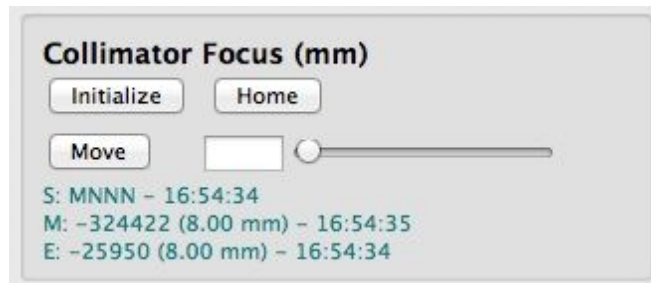 Collimator Focus (mm)
Initialize Home
Move
S: MNNN – 16:54:34
M: –324422 (8.00 mm) – 16:54:35
E: –25950 (8.00 mm) – 16:54:34